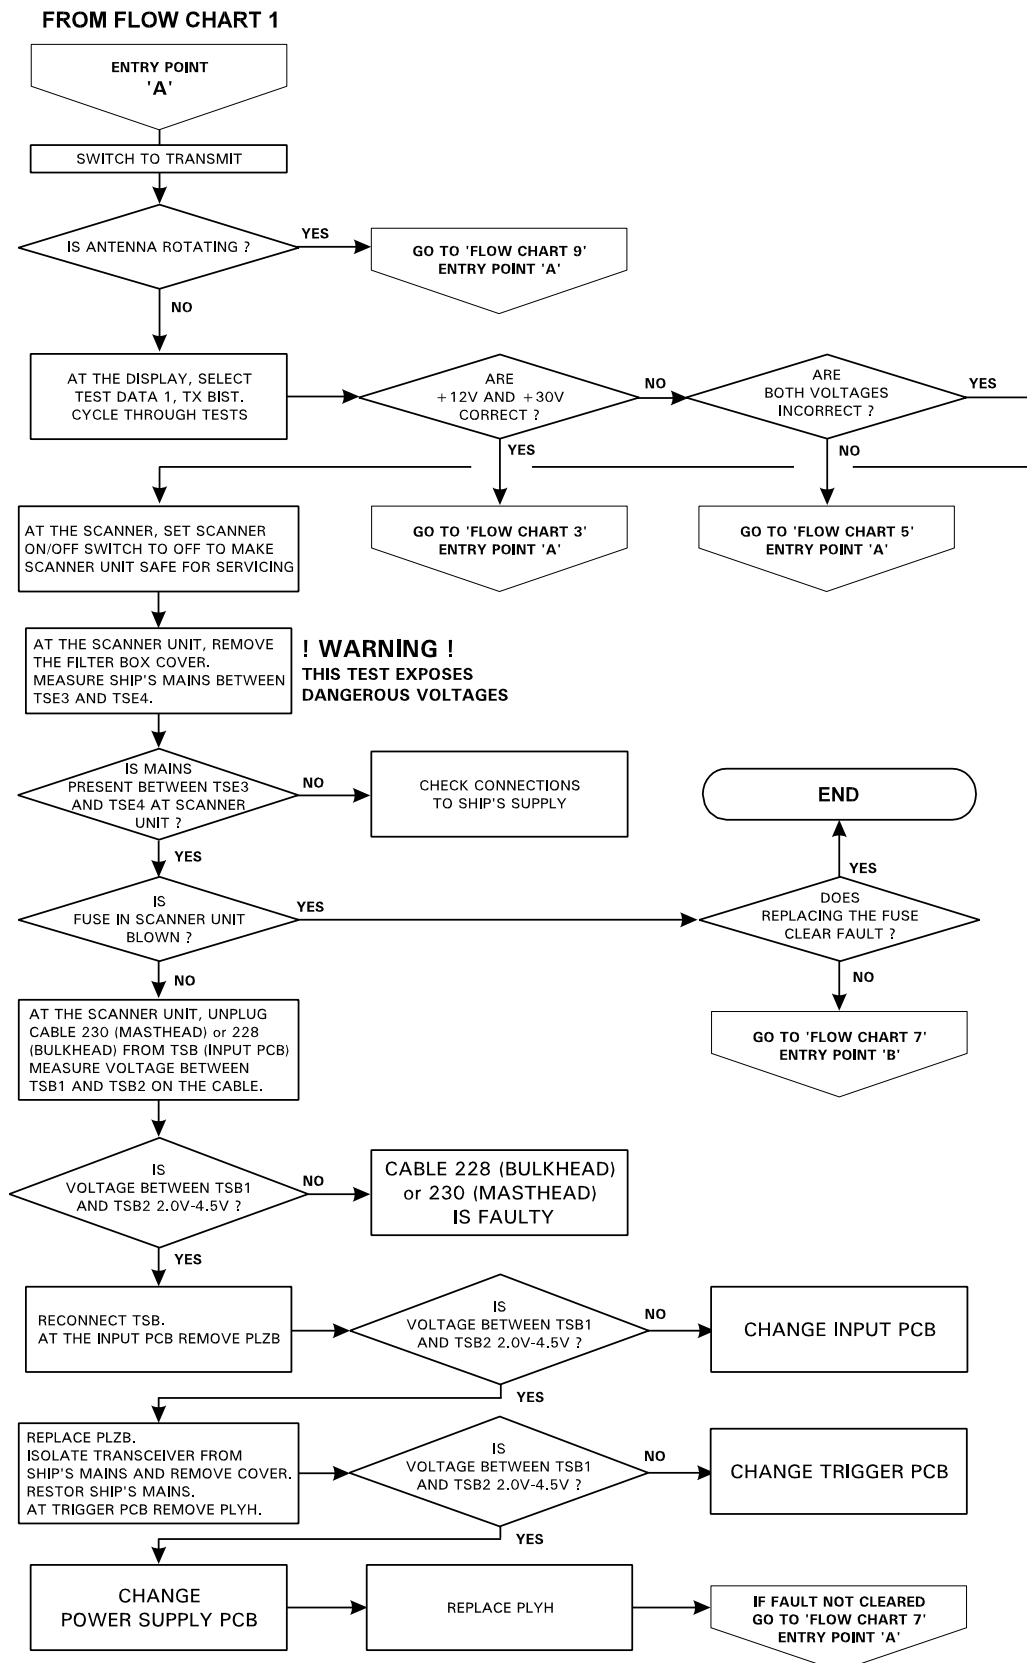 FROM FLOW CHART 1
ENTRY POINT
'A'
SWITCH TO TRANSMIT
IS ANTENNA ROTATING ?
YES
GO TO 'FLOW CHART 9'
ENTRY POINT 'A'
NO
AT THE DISPLAY, SELECT
TEST DATA 1, TX BIST.
CYCLE THROUGH TESTS
ARE
+12V AND +30V
CORRECT ?
NO
ARE
BOTH VOLTAGES
INCORRECT ?
YES
YES
NO
GO TO 'FLOW CHART 3'
ENTRY POINT 'A'
GO TO 'FLOW CHART 5'
ENTRY POINT 'A'
AT THE SCANNER, SET SCANNER
ON/OFF SWITCH TO OFF TO MAKE
SCANNER UNIT SAFE FOR SERVICING
AT THE SCANNER UNIT, REMOVE
THE FILTER BOX COVER.
MEASURE SHIP'S MAINS BETWEEN
TSE3 AND TSE4.
! WARNING !
THIS TEST EXPOSES
DANGEROUS VOLTAGES
IS MAINS
PRESENT BETWEEN TSE3
AND TSE4 AT SCANNER
UNIT ?
NO
CHECK CONNECTIONS
TO SHIP'S SUPPLY
END
YES
YES
IS
FUSE IN SCANNER UNIT
BLOWN ?
YES
DOES
REPLACING THE FUSE
CLEAR FAULT ?
NO
NO
AT THE SCANNER UNIT, UNPLUG
CABLE 230 (MASTHEAD) or 228
(BULKHEAD) FROM TSB (INPUT PCB)
MEASURE VOLTAGE BETWEEN
TSB1 AND TSB2 ON THE CABLE.
GO TO 'FLOW CHART 7'
ENTRY POINT 'B'
IS
VOLTAGE BETWEEN TSB1
AND TSB2 2.0V-4.5V ?
NO
CABLE 228 (BULKHEAD)
or 230 (MASTHEAD)
IS FAULTY
YES
RECONNECT TSB.
AT THE INPUT PCB REMOVE PLZB
IS
VOLTAGE BETWEEN TSB1
AND TSB2 2.0V-4.5V ?
NO
CHANGE INPUT PCB
YES
REPLACE PLZB.
ISOLATE TRANSCEIVER FROM
SHIP'S MAINS AND REMOVE COVER.
RESTOR SHIP'S MAINS.
AT TRIGGER PCB REMOVE PLYH.
IS
VOLTAGE BETWEEN TSB1
AND TSB2 2.0V-4.5V ?
NO
CHANGE TRIGGER PCB
YES
CHANGE
POWER SUPPLY PCB
REPLACE PLYH
IF FAULT NOT CLEARED
GO TO 'FLOW CHART 7'
ENTRY POINT 'A'